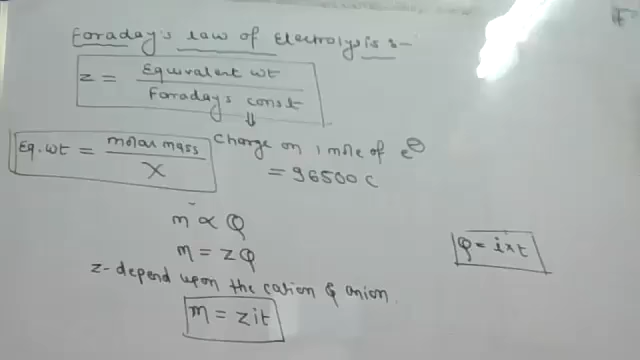 Faraday's law of Electrolysis :-
z = Equivalent wt / Farradays const
⇓
Eq. wt = molar mass / X
Charge on 1 mole of e⊖
= 96500 C
m ∝ Q
m = zQ
Q = i×t
z - depend upon the cation & anion.
m = zit